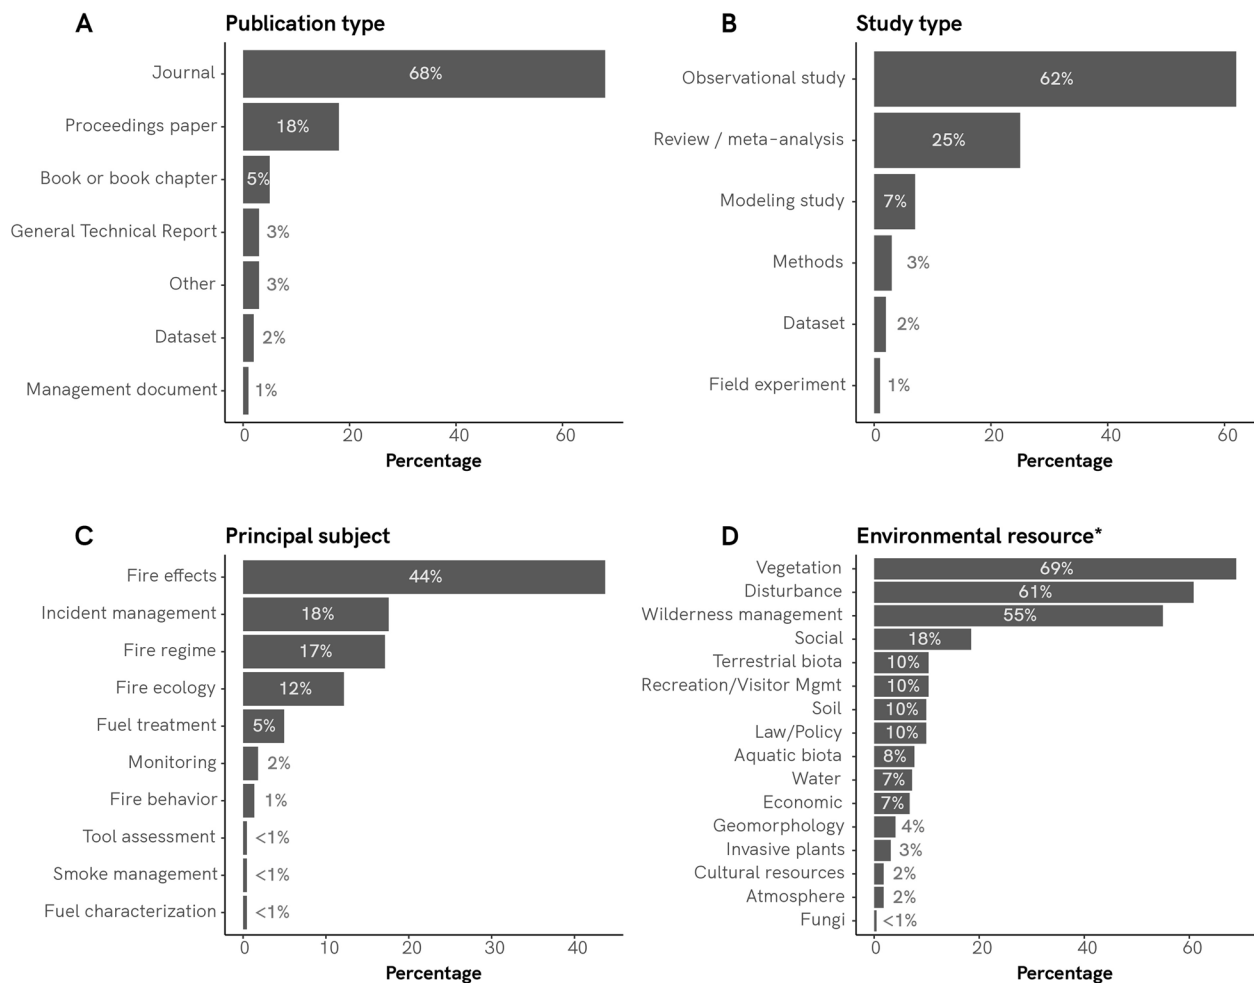 A Publication type
Journal 68%
Proceedings paper 18%
Book or book chapter 5%
General Technical Report 3%
Other 3%
Dataset 2%
Management document 1%
0 20 40 60
Percentage
B Study type
Observational study 62%
Review / meta-analysis 25%
Modeling study 7%
Methods 3%
Dataset 2%
Field experiment 1%
0 20 40 60
Percentage
C Principal subject
Fire effects 44%
Incident management 18%
Fire regime 17%
Fire ecology 12%
Fuel treatment 5%
Monitoring 2%
Fire behavior 1%
Tool assessment <1%
Smoke management <1%
Fuel characterization <1%
0 10 20 30 40
Percentage
D Environmental resource*
Vegetation 69%
Disturbance 61%
Wilderness management 55%
Social 18%
Terrestrial biota 10%
Recreation/Visitor Mgmt 10%
Soil 10%
Law/Policy 10%
Aquatic biota 8%
Water 7%
Economic 7%
Geomorphology 4%
Invasive plants 3%
Cultural resources 2%
Atmosphere 2%
Fungi <1%
0 20 40 60
Percentage